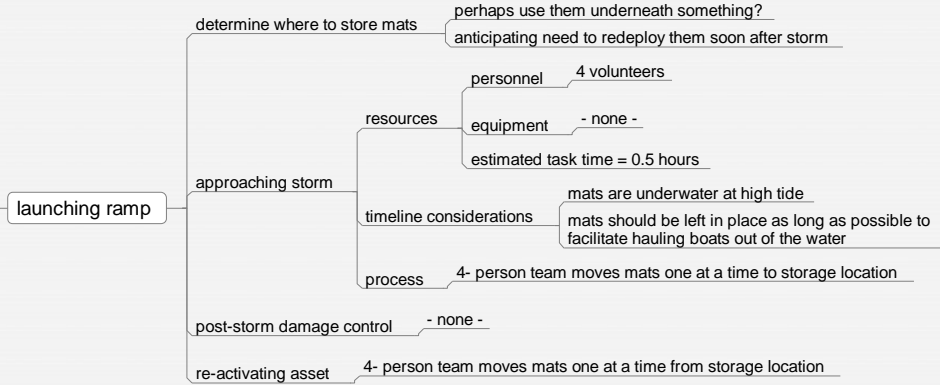 launching ramp
determine where to store mats
perhaps use them underneath something?
anticipating need to redeploy them soon after storm
approaching storm
resources
personnel
4 volunteers
equipment
- none -
estimated task time = 0.5 hours
timeline considerations
mats are underwater at high tide
mats should be left in place as long as possible to
facilitate hauling boats out of the water
process
4- person team moves mats one at a time to storage location
post-storm damage control
- none -
re-activating asset
4- person team moves mats one at a time from storage location